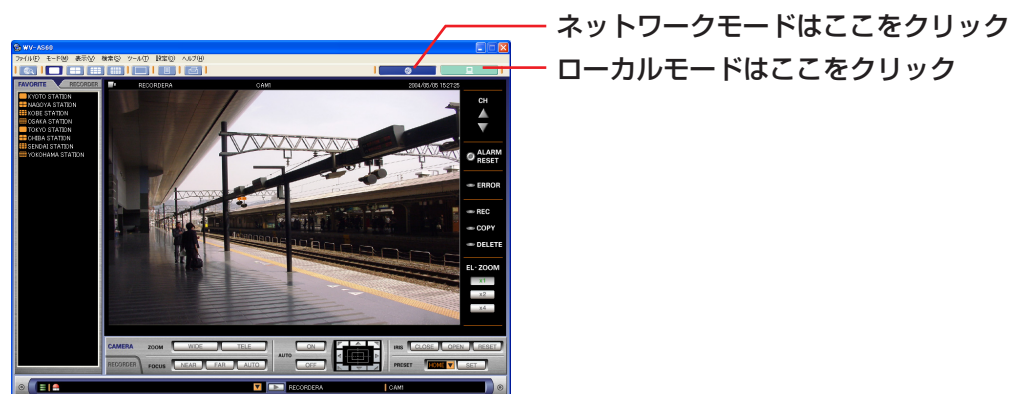 ネットワークモードはここをクリック
ローカルモードはここをクリック
WV-AS60
ファイル(F) モード(M) 表示(V) 検索(S) ツール(T) 設定(O) ヘルプ(H)
FAVORITE RECORDER
RECORDERA CAM1 2004/05/05 15:27:25
KYOTO STATION
NAGOYA STATION
KOBE STATION
OSAKA STATION
TOKYO STATION
CHIBA STATION
SENDAI STATION
YOKOHAMA STATION
CH
ALARM
RESET
ERROR
REC
COPY
DELETE
EL-ZOOM
x1
x2
x4
CAMERA ZOOM WIDE TELE AUTO ON IRIS CLOSE OPEN RESET
RECORDER FOCUS NEAR FAR AUTO OFF PRESET HOME SET
RECORDERA CAM1